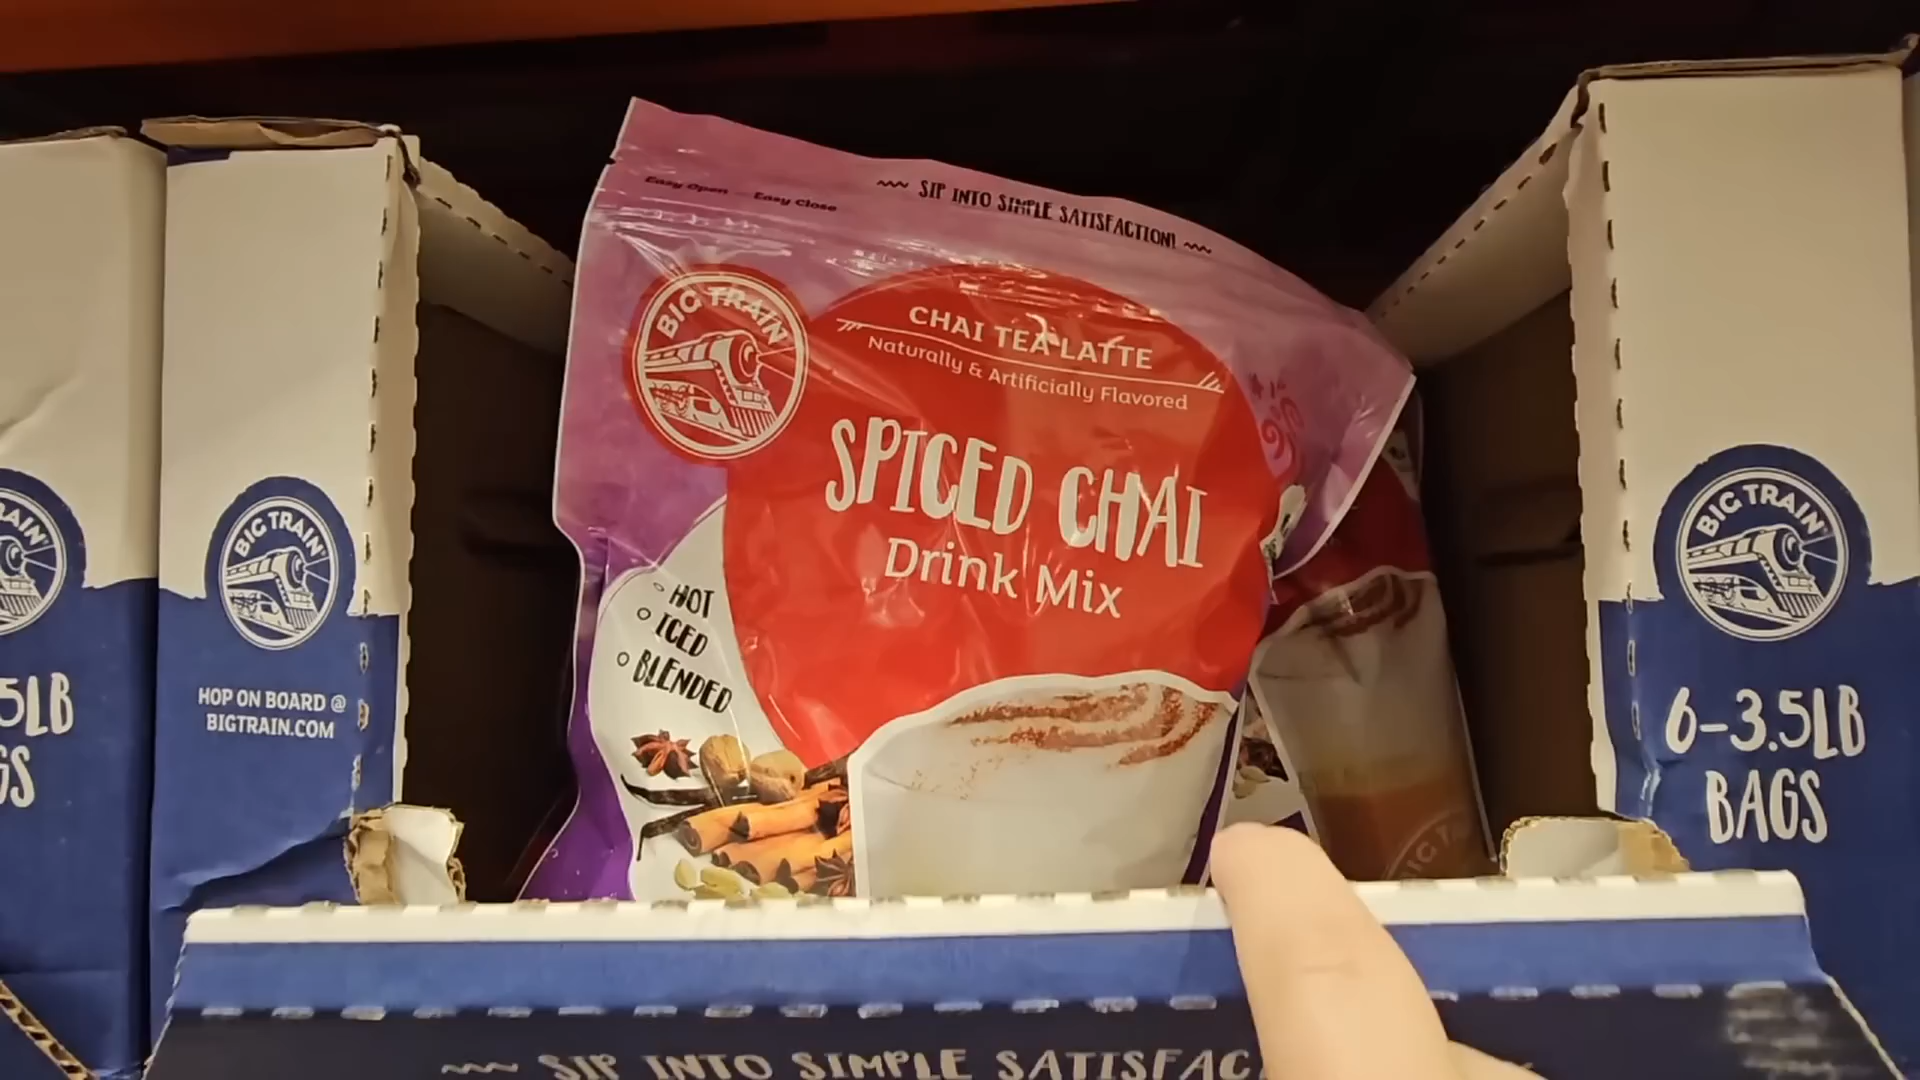 Easy Open — Easy Close
SIP INTO SIMPLE SATISFACTION!
BIG TRAIN
CHAI TEA LATTE
Naturally & Artificially Flavored
SPICED CHAI
Drink Mix
HOT
ICED
BLENDED
BIG TRAIN
HOP ON BOARD @
BIGTRAIN.COM
BIG TRAIN
6-3.5LB
BAGS
SIP INTO SIMPLE